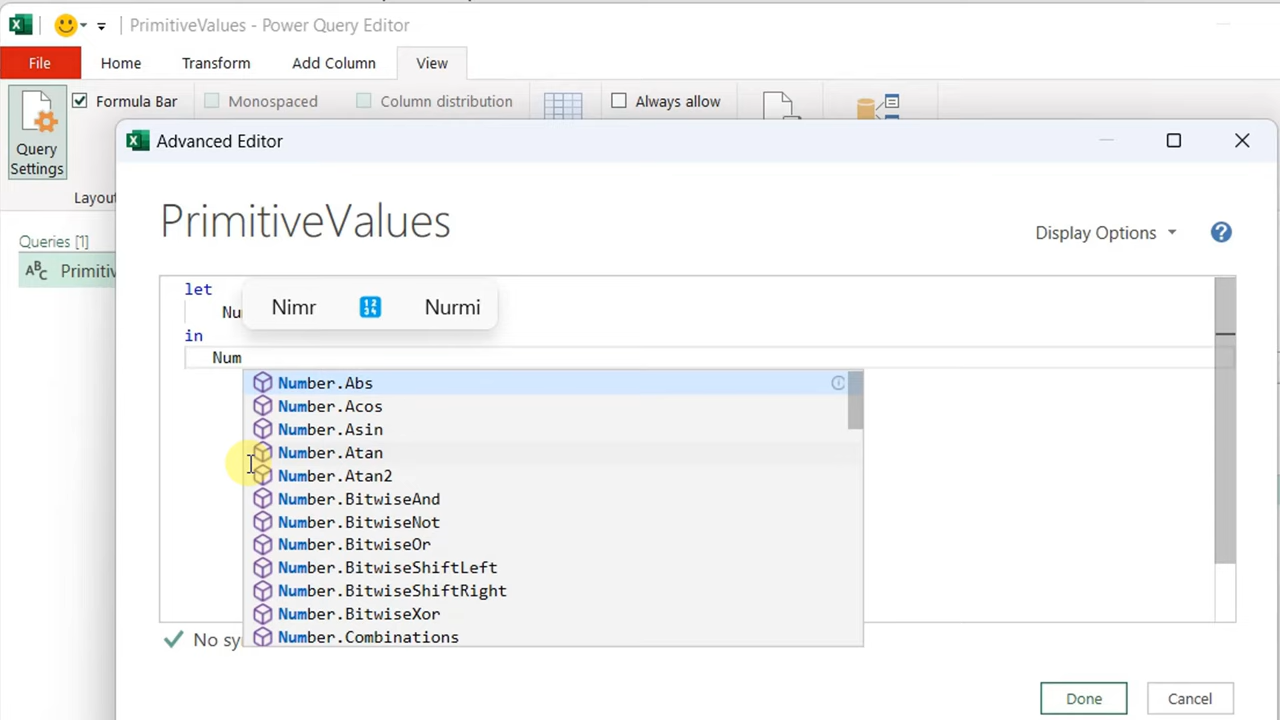 PrimitiveValues - Power Query Editor
File Home Transform Add Column View
Formula Bar Monospaced Column distribution Always allow
Query
Settings
Advanced Editor
PrimitiveValues
Display Options
Queries [1]
ABC
let
Nimr 1234 Nurmi
in
Num
Number.Abs
Number.Acos
Number.Asin
Number.Atan
Number.Atan2
Number.BitwiseAnd
Number.BitwiseNot
Number.BitwiseOr
Number.BitwiseShiftLeft
Number.BitwiseShiftRight
Number.BitwiseXor
Number.Combinations
No
Done Cancel